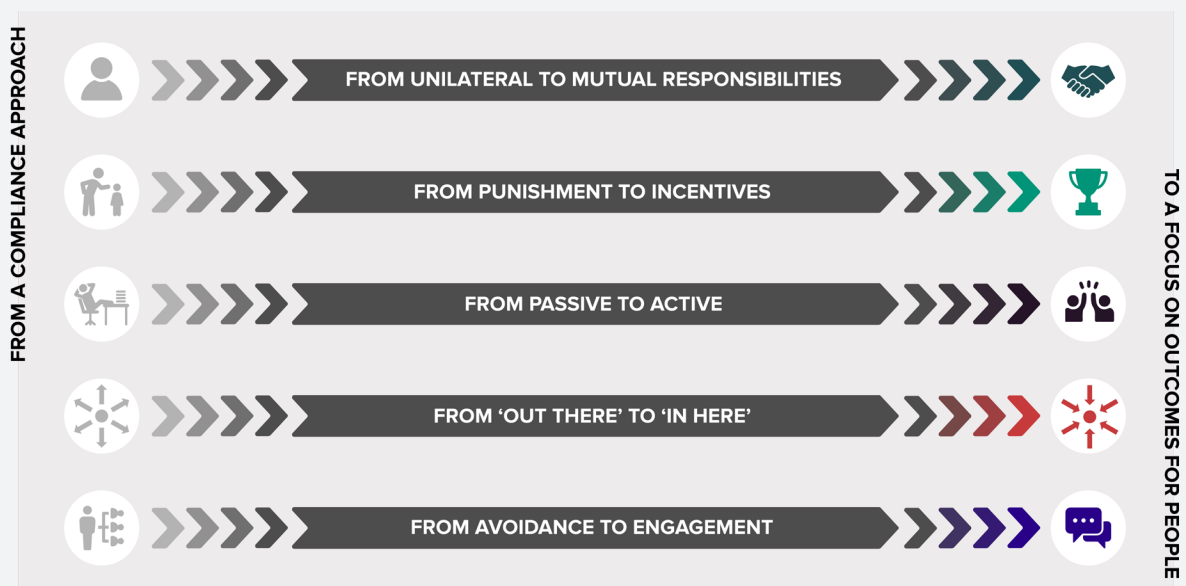 FROM A COMPLIANCE APPROACH
FROM UNILATERAL TO MUTUAL RESPONSIBILITIES
FROM PUNISHMENT TO INCENTIVES
FROM PASSIVE TO ACTIVE
FROM ‘OUT THERE’ TO ‘IN HERE’
FROM AVOIDANCE TO ENGAGEMENT
TO A FOCUS ON OUTCOMES FOR PEOPLE